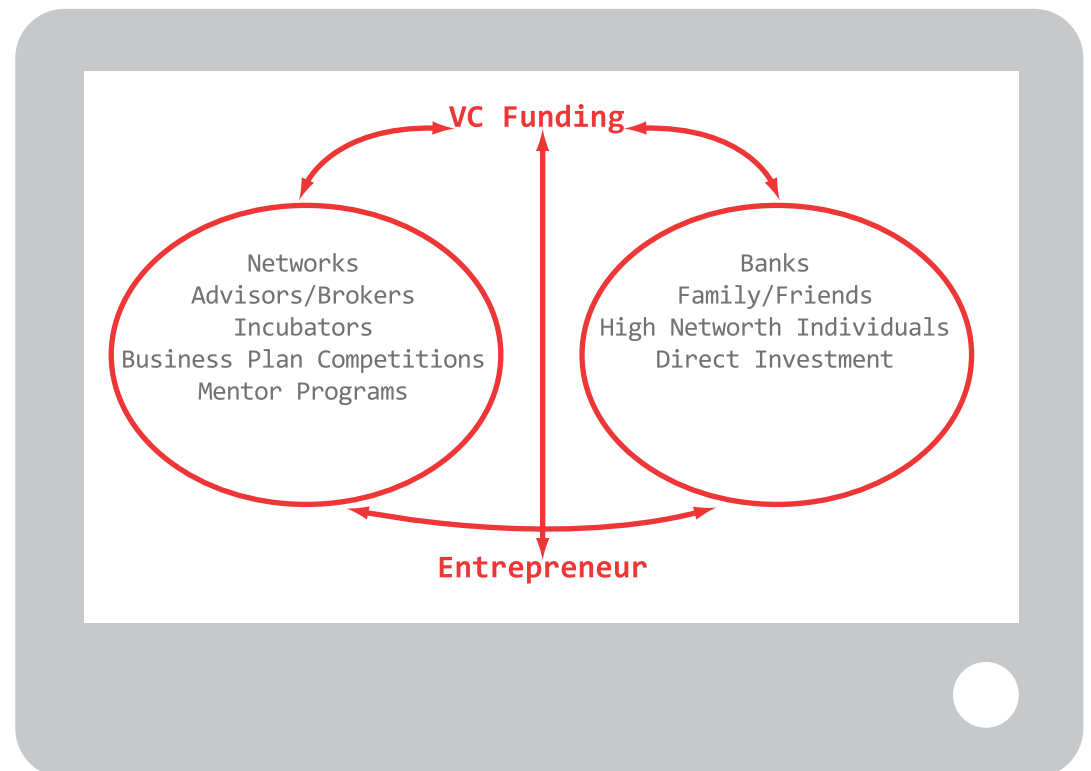 VC Funding
Networks
Advisors/Brokers
Incubators
Business Plan Competitions
Mentor Programs
Banks
Family/Friends
High Networth Individuals
Direct Investment
Entrepreneur